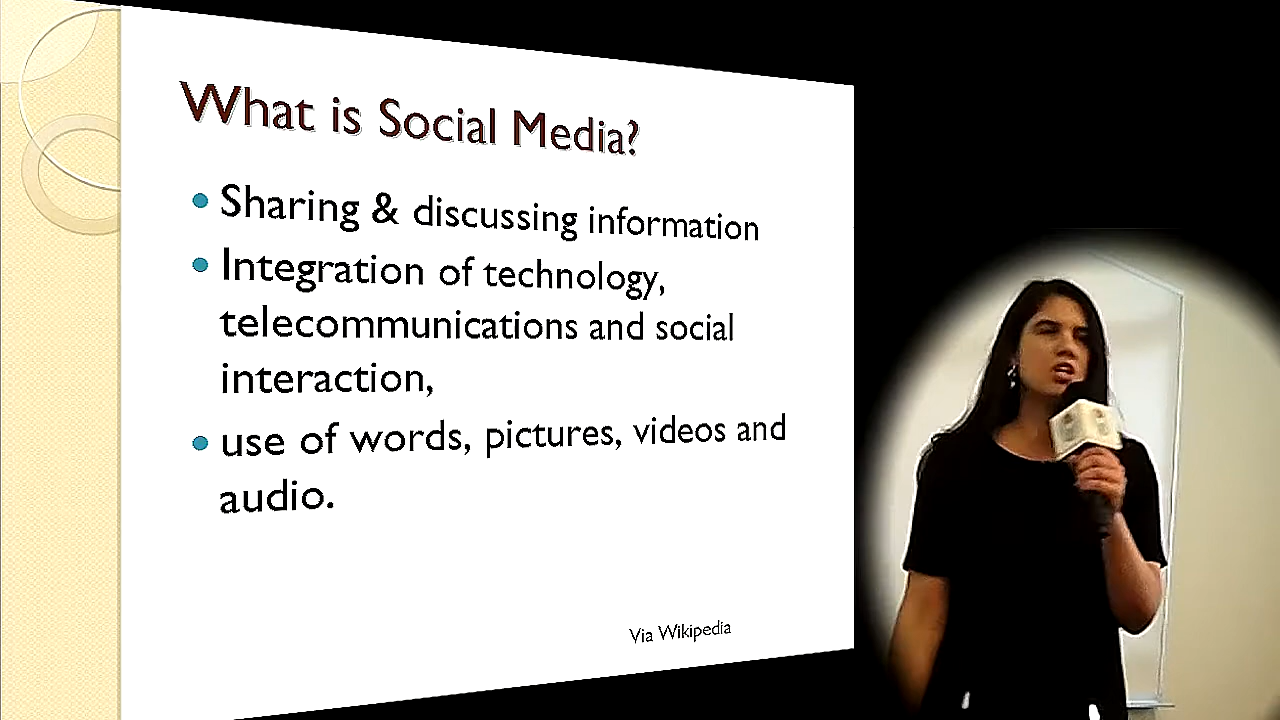 What is Social Media?
Sharing & discussing information
Integration of technology,
telecommunications and social
interaction,
use of words, pictures, videos and
audio.
Via Wikipedia